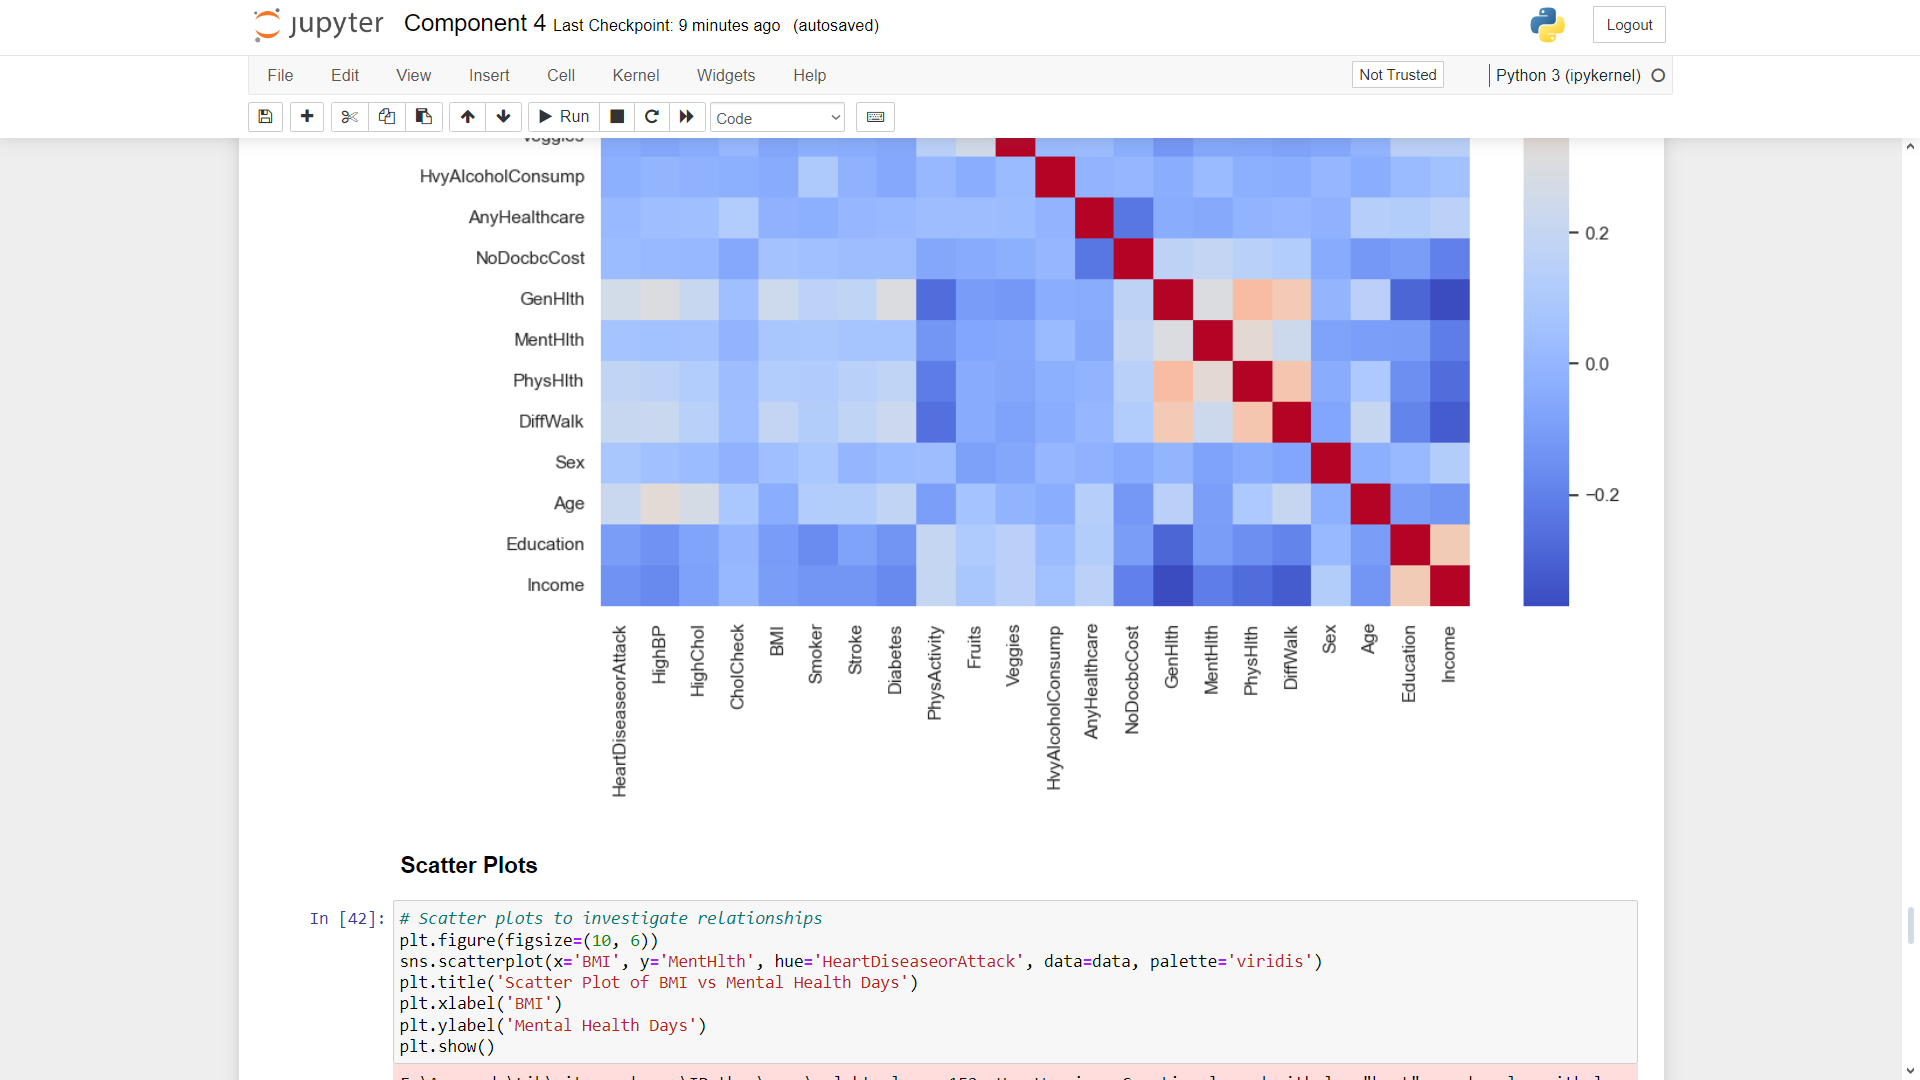 jupyter Component 4 Last Checkpoint: 9 minutes ago (autosaved) Logout
File Edit View Insert Cell Kernel Widgets Help Not Trusted Python 3 (ipykernel)
Run Code
Veggies
HvyAlcoholConsump
AnyHealthcare
0.2
NoDocbcCost
GenHlth
MentHlth
0.0
PhysHlth
DiffWalk
Sex
Age
−0.2
Education
Income
HeartDiseaseorAttack
HighBP
HighChol
CholCheck
BMI
Smoker
Stroke
Diabetes
PhysActivity
Fruits
Veggies
HvyAlcoholConsump
AnyHealthcare
NoDocbcCost
GenHlth
MentHlth
PhysHlth
DiffWalk
Sex
Age
Education
Income
Scatter Plots
In [42]:
# Scatter plots to investigate relationships
plt.figure(figsize=(10, 6))
sns.scatterplot(x='BMI', y='MentHlth', hue='HeartDiseaseorAttack', data=data, palette='viridis')
plt.title('Scatter Plot of BMI vs Mental Health Days')
plt.xlabel('BMI')
plt.ylabel('Mental Health Days')
plt.show()